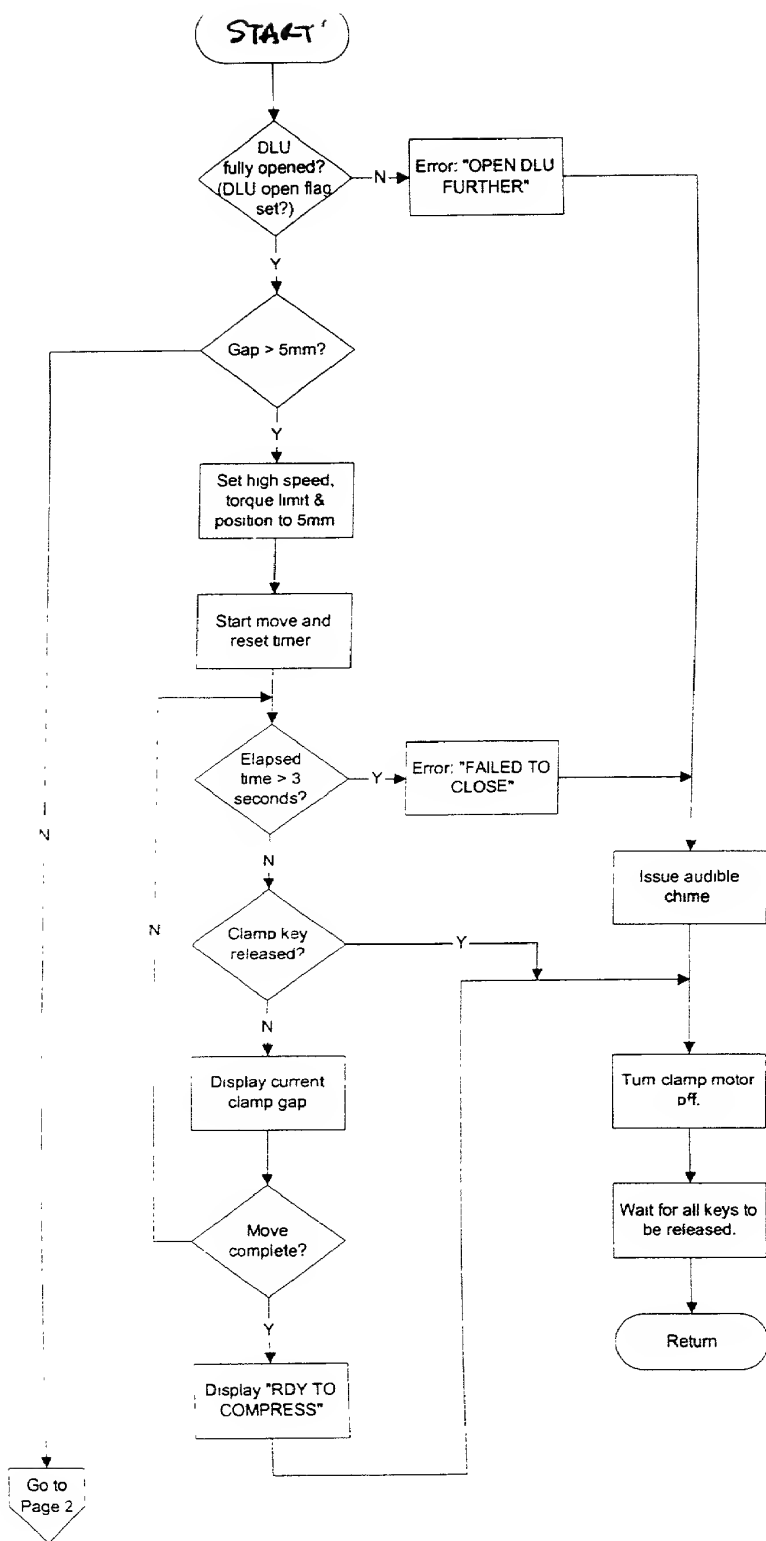 START
DLU
fully opened?
(DLU open flag
set?)
N
Error: "OPEN DLU
FURTHER"
Y
Gap > 5mm?
Y
Set high speed,
torque limit &
position to 5mm
Start move and
reset timer
Elapsed
time > 3
seconds?
Y
Error: "FAILED TO
CLOSE"
N
N
Issue audible
chime
N
Clamp key
released?
Y
N
Display current
clamp gap
Turn clamp motor
off.
Move
complete?
Wait for all keys to
be released.
Y
Return
Display "RDY TO
COMPRESS"
Go to
Page 2